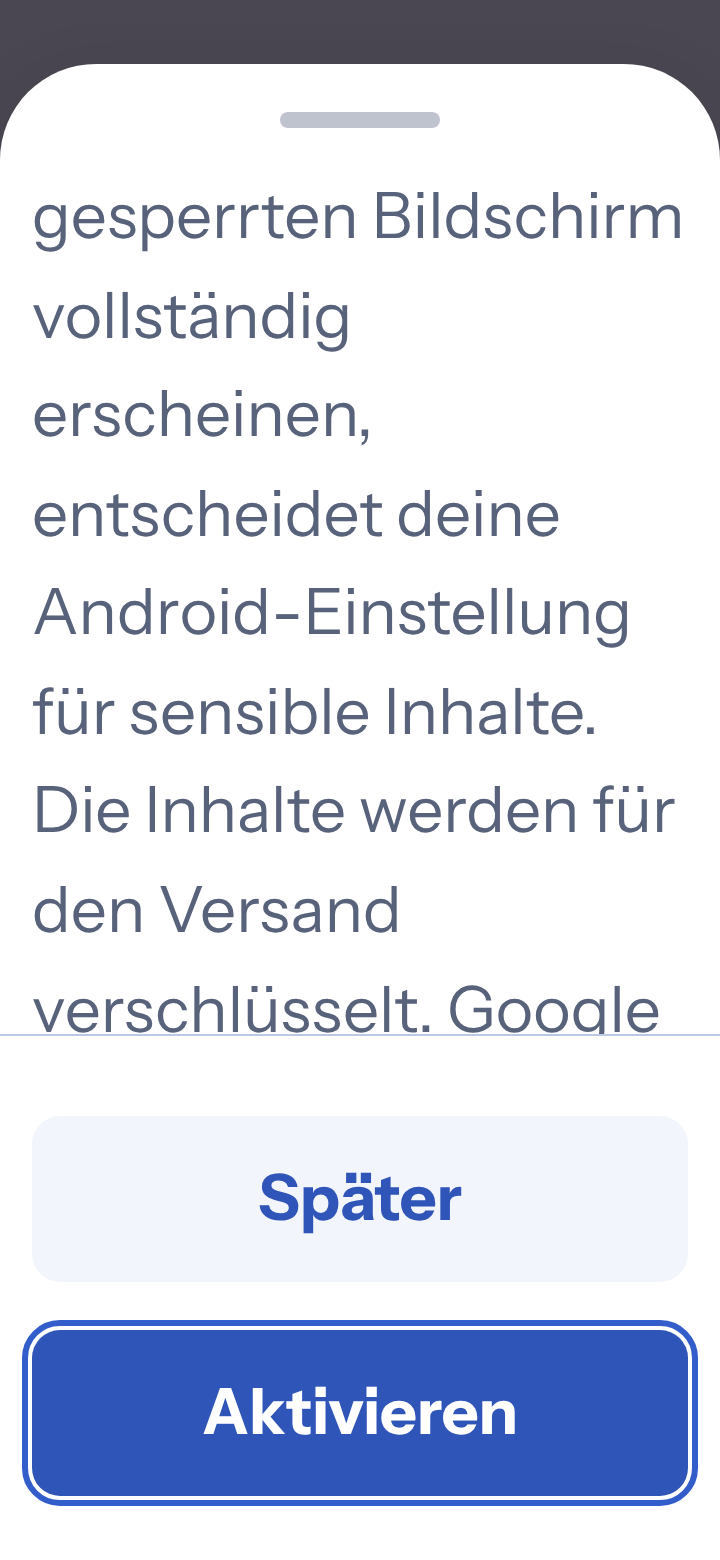 gesperrten Bildschirm
vollständig
erscheinen,
entscheidet deine
Android-Einstellung
für sensible Inhalte.
Die Inhalte werden für
den Versand
verschlüsselt. Google
Später
Aktivieren